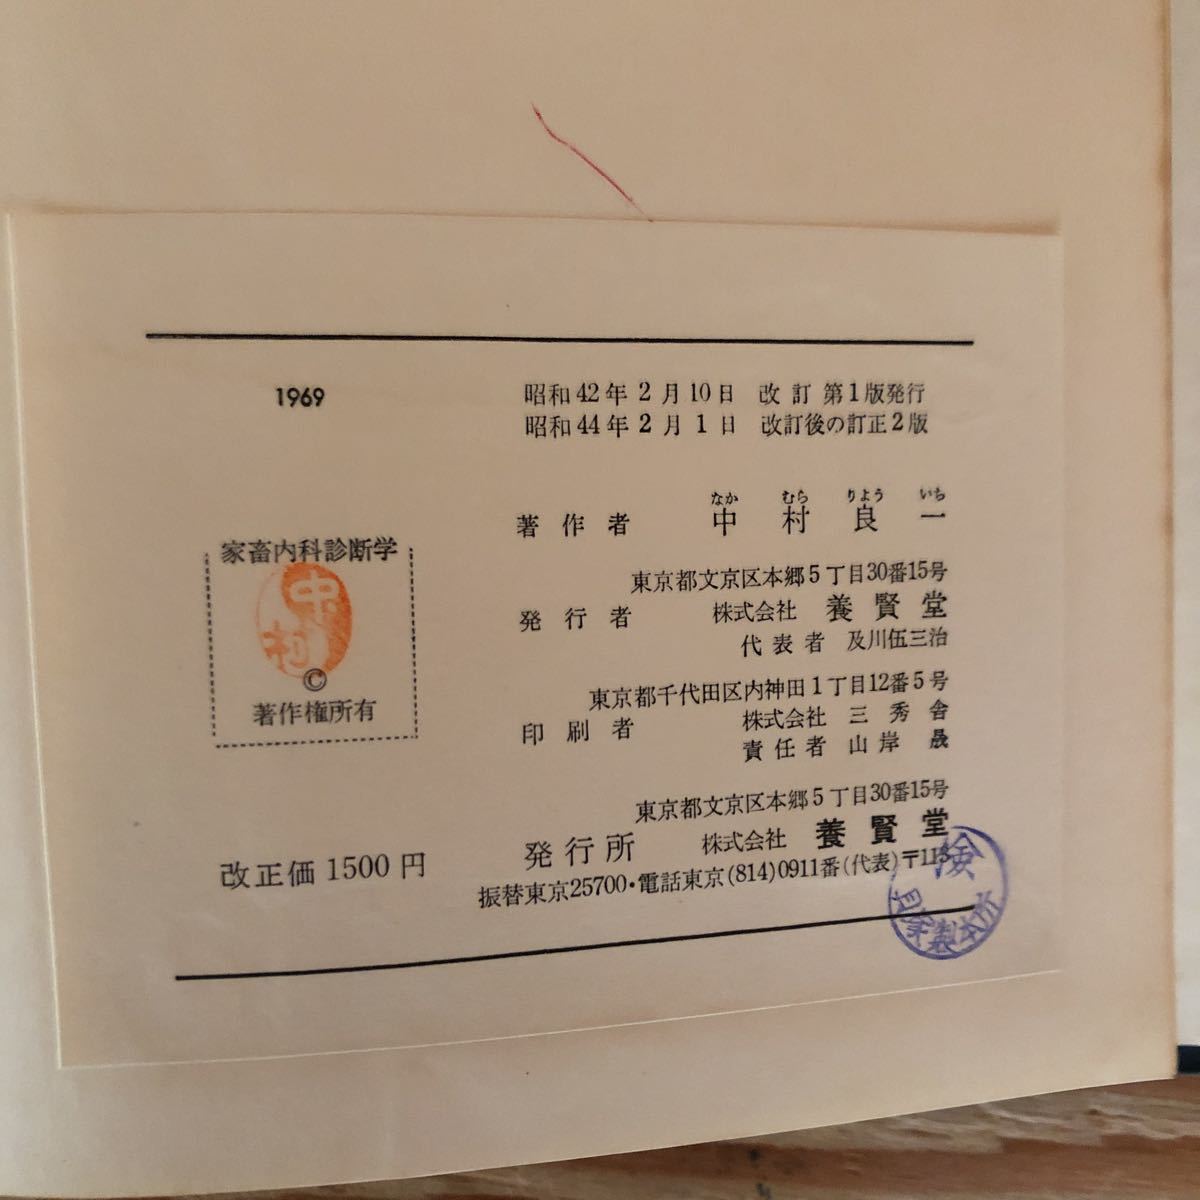 1969
昭和42年2月10日 改訂 第1版発行
昭和44年2月1日 改訂後の訂正2版
なか むら りよう いち
著作者 中村良一
家畜内科診断学
中村
©
著作権所有
東京都文京区本郷5丁目30番15号
発行者 株式会社 養賢堂
代表者 及川伍三治
東京都千代田区内神田1丁目12番5号
印刷者 株式会社 三秀舎
責任者 山岸 晟
改正価1500円
東京都文京区本郷5丁目30番15号
発行所 株式会社 養賢堂
振替東京25700・電話東京(814)0911番(代表)〒113
検
製本所